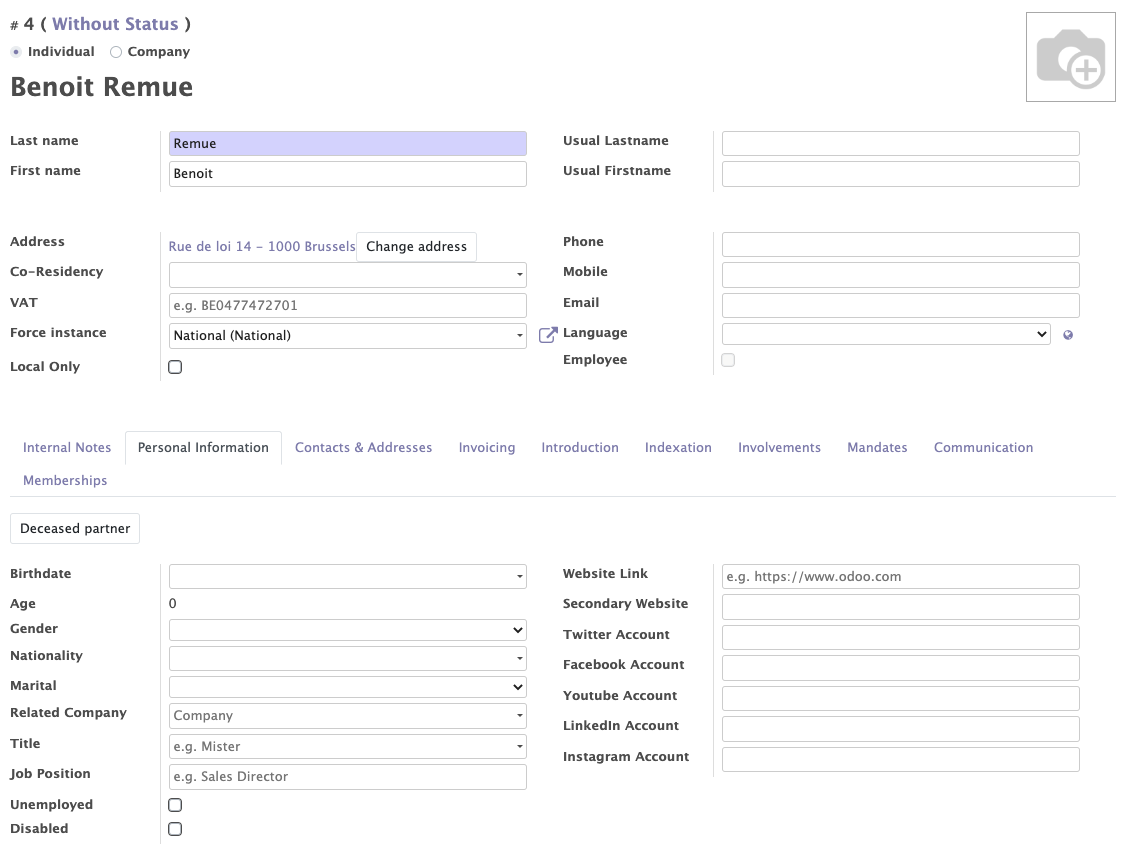 # 4 ( Without Status )
Individual Company
Benoit Remue
Last name Remue Usual Lastname
First name Benoit Usual Firstname
Address Rue de loi 14 - 1000 Brussels Change address Phone
Co-Residency Mobile
VAT e.g. BE0477472701 Email
Force instance National (National) Language
Local Only Employee
Internal Notes Personal Information Contacts & Addresses Invoicing Introduction Indexation Involvements Mandates Communication
Memberships
Deceased partner
Birthdate Website Link e.g. https://www.odoo.com
Age 0 Secondary Website
Gender Twitter Account
Nationality Facebook Account
Marital Youtube Account
Related Company Company LinkedIn Account
Title e.g. Mister Instagram Account
Job Position e.g. Sales Director
Unemployed
Disabled